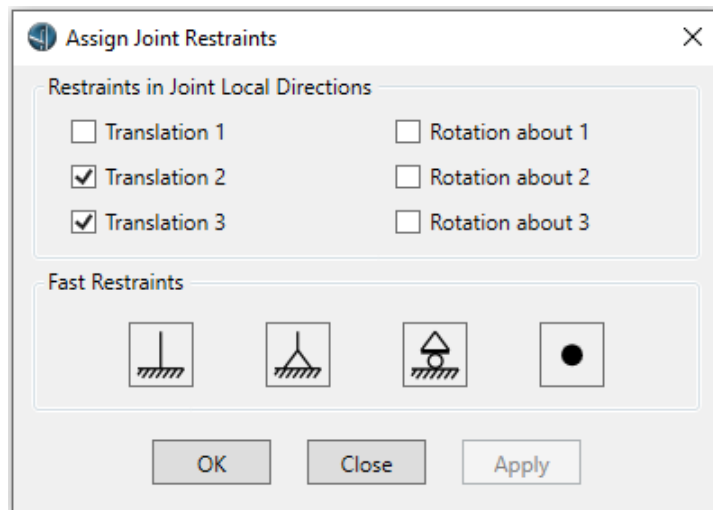 Assign Joint Restraints
Restraints in Joint Local Directions
Translation 1
Rotation about 1
Translation 2
Rotation about 2
Translation 3
Rotation about 3
Fast Restraints
OK
Close
Apply